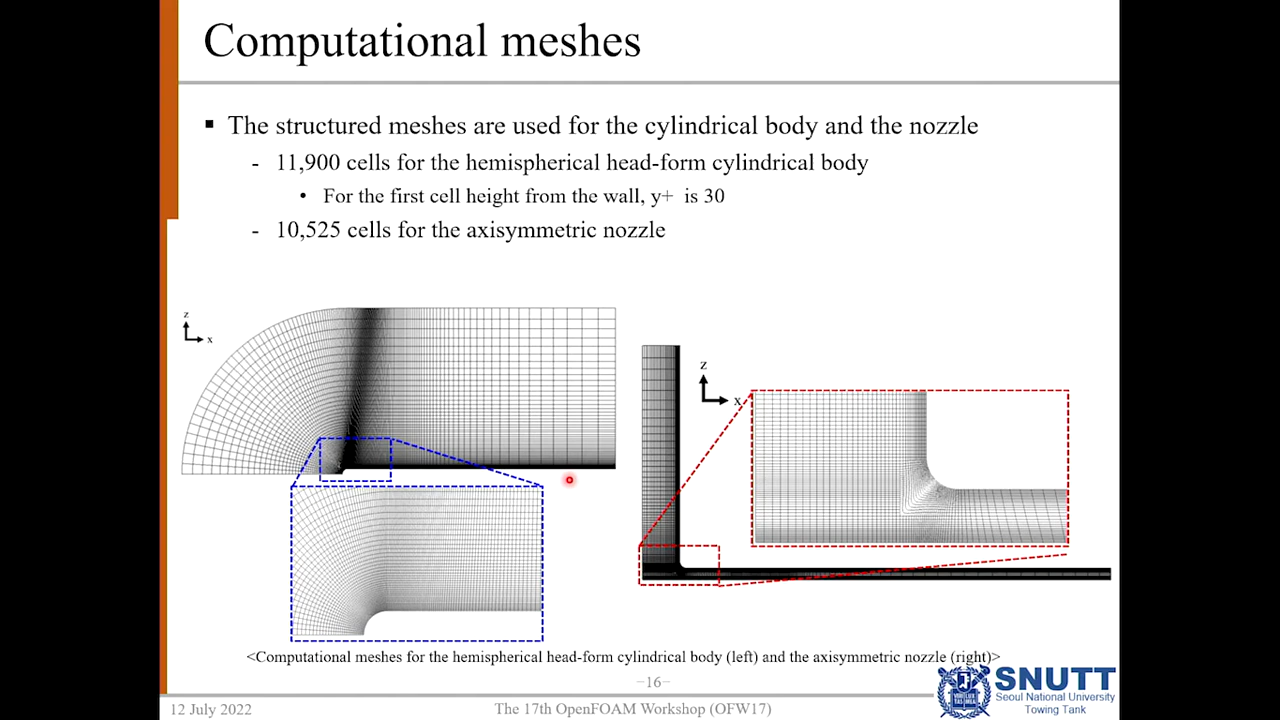 Computational meshes
▪ The structured meshes are used for the cylindrical body and the nozzle
- 11,900 cells for the hemispherical head-form cylindrical body
• For the first cell height from the wall, y+ is 30
- 10,525 cells for the axisymmetric nozzle
z
x
z
x
<Computational meshes for the hemispherical head-form cylindrical body (left) and the axisymmetric nozzle (right)>
−16−
12 July 2022
The 17th OpenFOAM Workshop (OFW17)
SNUTT
Seoul National University
Towing Tank